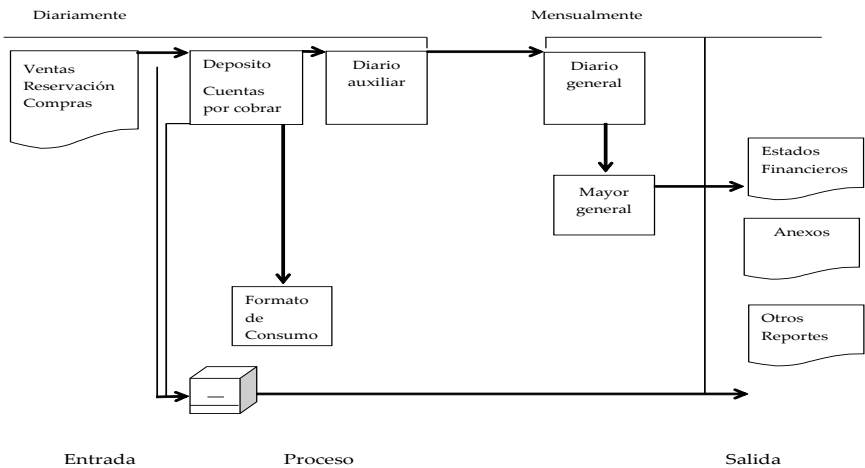 Diariamente
Mensualmente
Ventas
Reservación
Compras
Deposito
Cuentas
por cobrar
Diario
auxiliar
Diario
general
Mayor
general
Estados
Financieros
Anexos
Formato
de
Consumo
Otros
Reportes
Entrada
Proceso
Salida